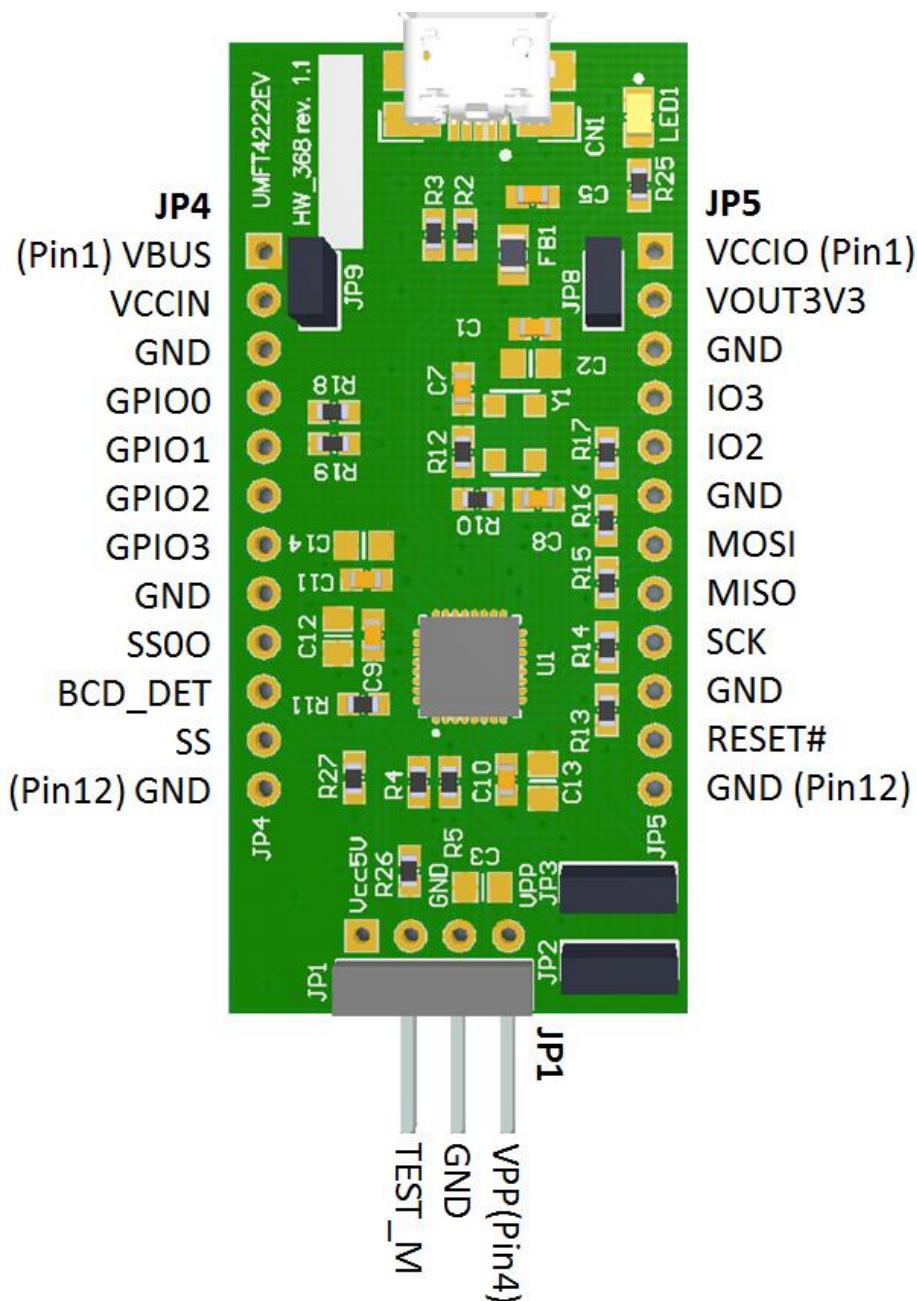 UMFT4222EV
HW_368 rev. 1.1
CN1
LED1
R25
JP4
(Pin1) VBUS
VCCIN
GND
GPIO0
GPIO1
GPIO2
GPIO3
GND
SS0O
BCD_DET
SS
(Pin12) GND
JP5
VCCIO (Pin1)
VOUT3V3
GND
IO3
IO2
GND
MOSI
MISO
SCK
GND
RESET#
GND (Pin12)
R3
R2
C5
FB1
JP9
JP8
C1
C2
C7
Y1
R18
R19
R12
R17
R10
C8
R16
C14
C11
R15
C12
C9
U1
R14
R11
R13
R27
R4
R5
C10
C13
JP4
JP5
Vcc5V
R26
GND
C3
VPP
JP3
JP2
JP1
JP1
TEST_M
GND
VPP(Pin4)